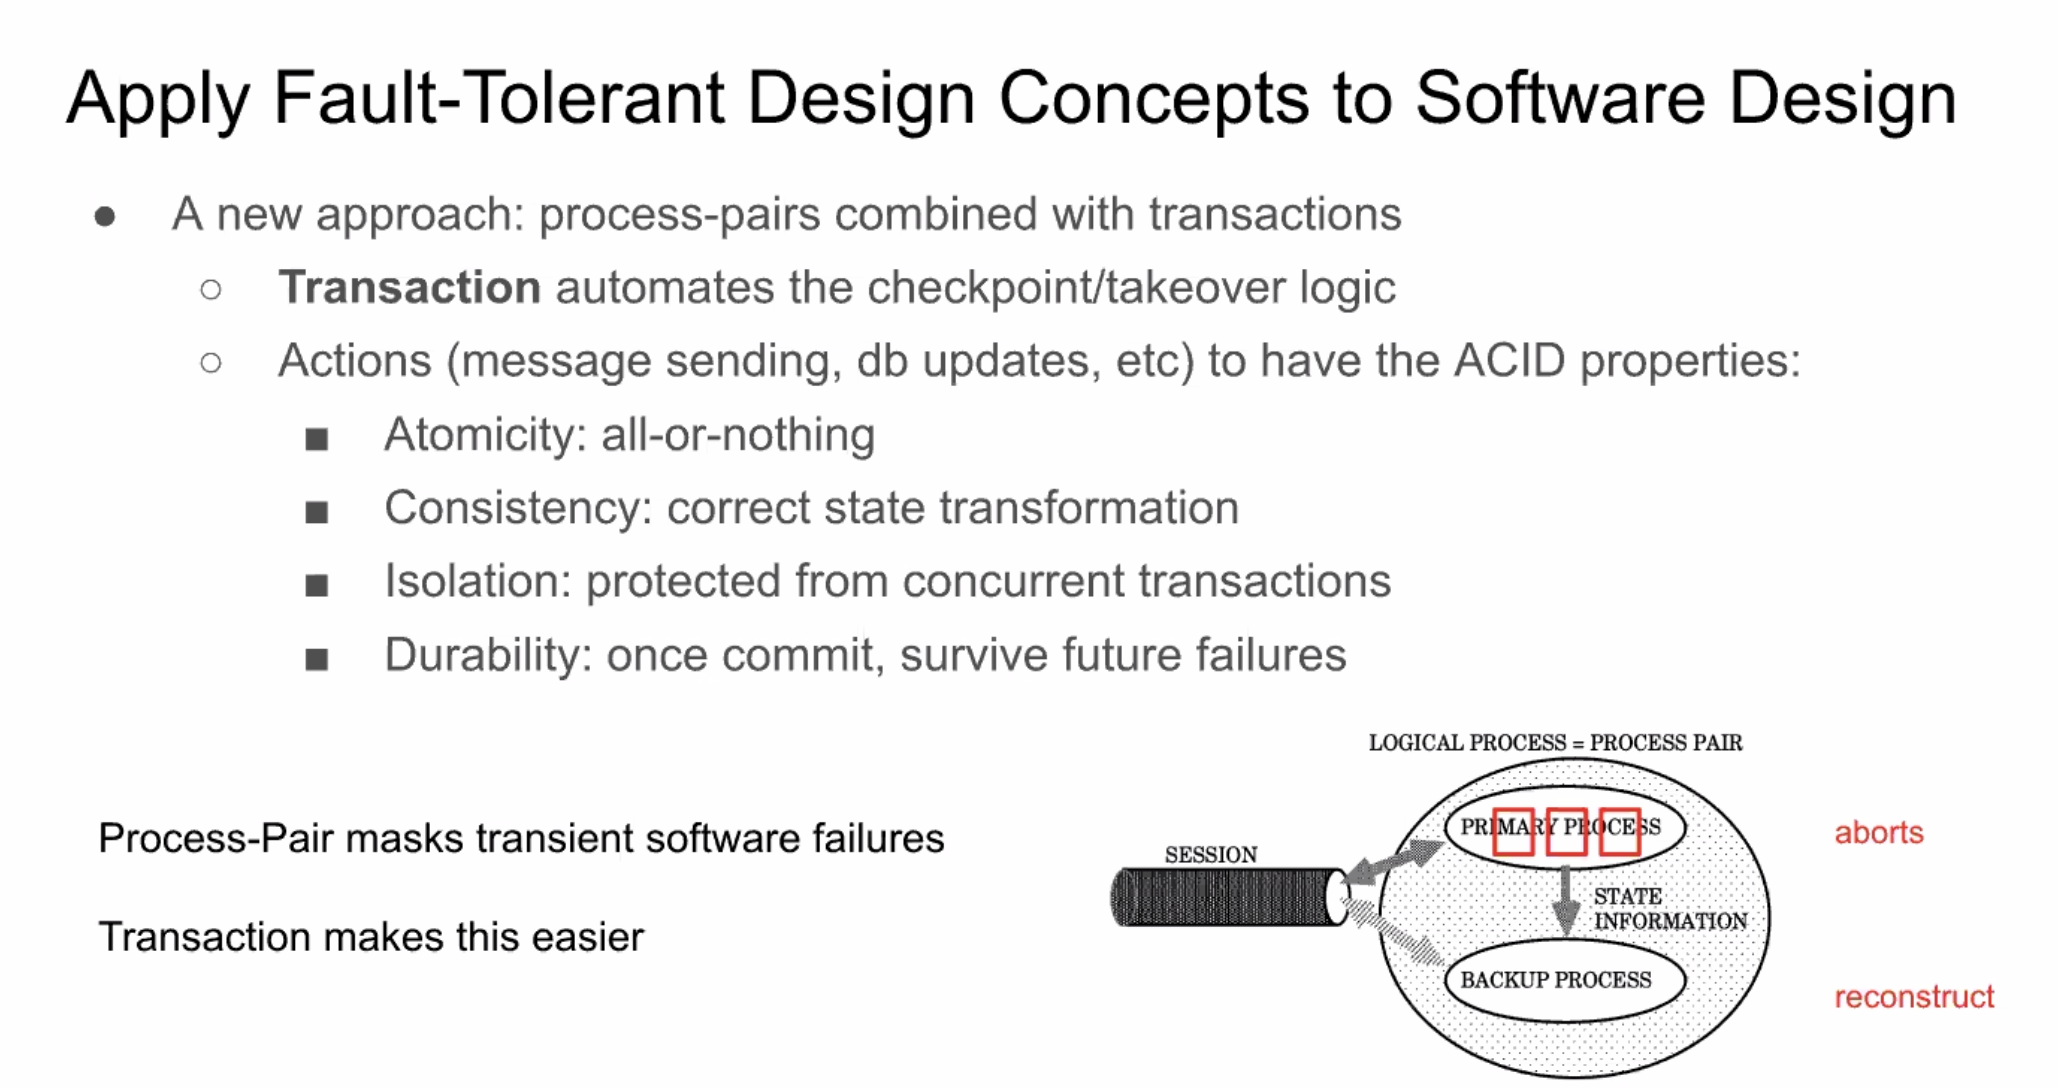 Apply Fault-Tolerant Design Concepts to Software Design
● A new approach: process-pairs combined with transactions
○ Transaction automates the checkpoint/takeover logic
○ Actions (message sending, db updates, etc) to have the ACID properties:
■ Atomicity: all-or-nothing
■ Consistency: correct state transformation
■ Isolation: protected from concurrent transactions
■ Durability: once commit, survive future failures
Process-Pair masks transient software failures
Transaction makes this easier
LOGICAL PROCESS = PROCESS PAIR
PRIMARY PROCESS
aborts
SESSION
STATE
INFORMATION
BACKUP PROCESS
reconstruct